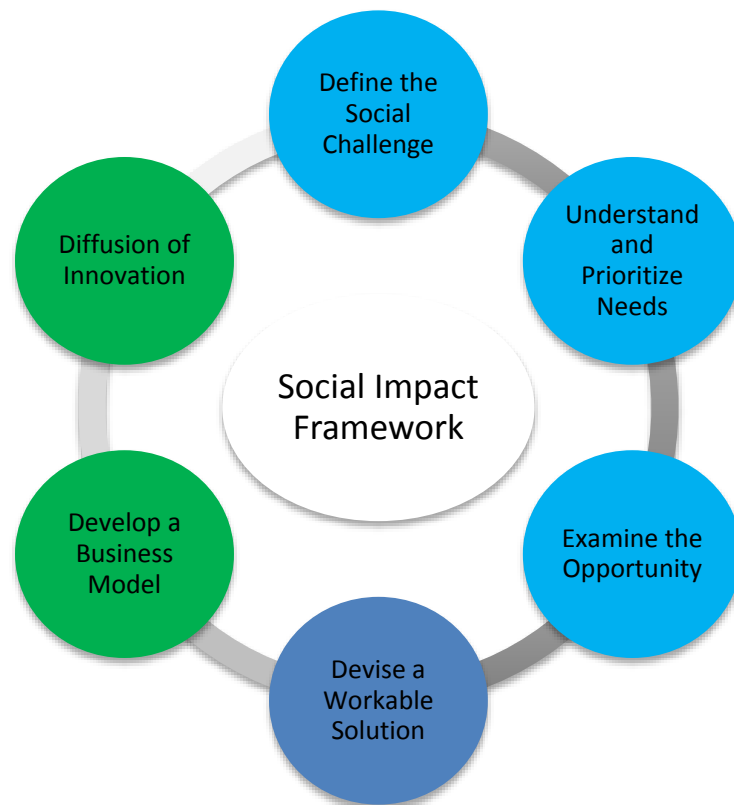 Define the
Social
Challenge
Understand
and
Prioritize
Needs
Examine the
Opportunity
Devise a
Workable
Solution
Develop a
Business
Model
Diffusion of
Innovation
Social Impact
Framework